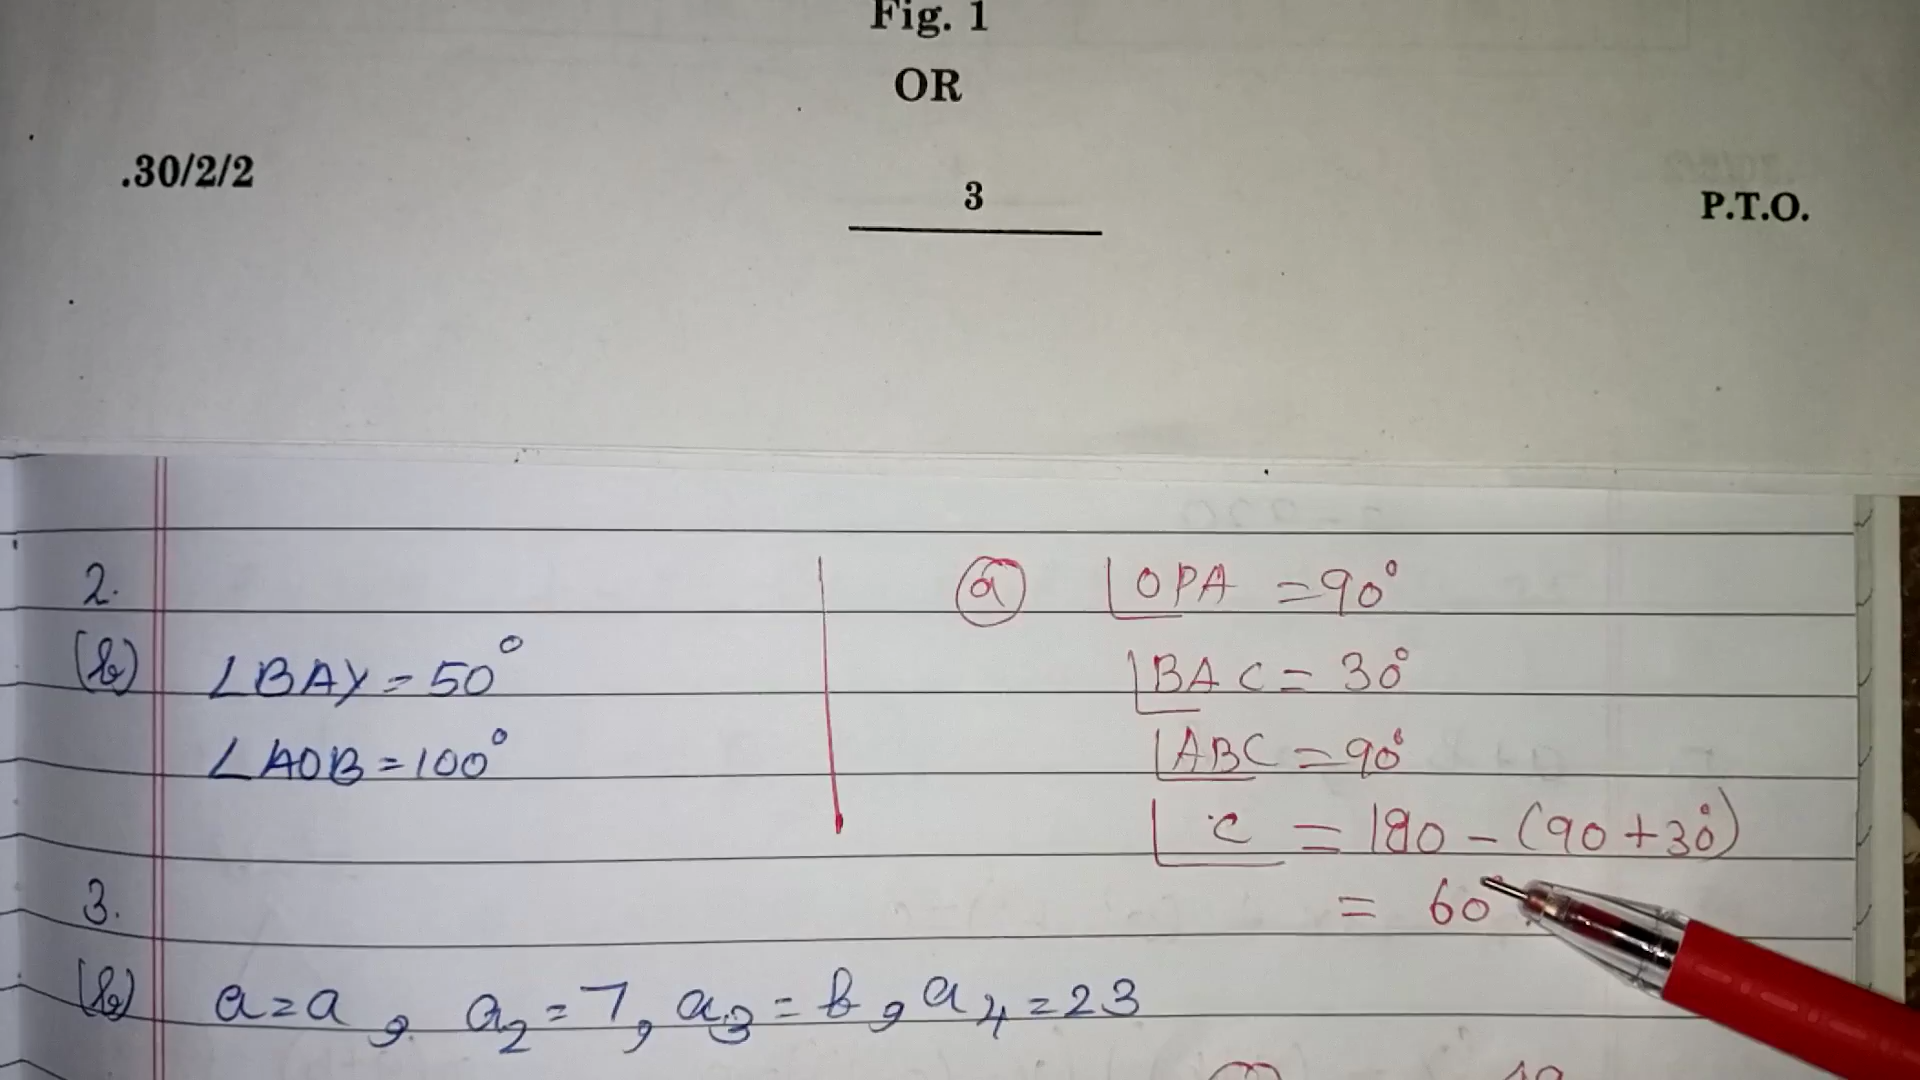 Fig. 1
OR
.30/2/2
3
P.T.O.
2.
(b) ∠BAY = 50°
∠AOB = 100°
(a) ∠OPA = 90°
∠BAC = 30°
∠ABC = 90°
∠C = 180 - (90 + 30°)
= 60°
3.
(b) a = a, a₂ = 7, a₃ = b, a₄ = 23